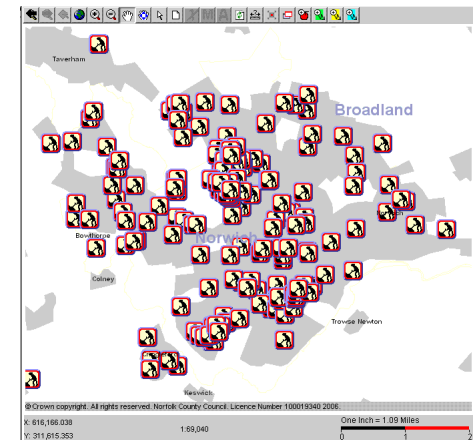 Taverham
Broadland
Bowthorpe
Norwich
Colney
Trowse Newton
Keswick
© Crown copyright. All rights reserved. Norfolk County Council. Licence Number 100019340 2006.
X: 616,166.038
Y: 311,615.353
1:69,040
One Inch = 1.09 Miles
0 1 2